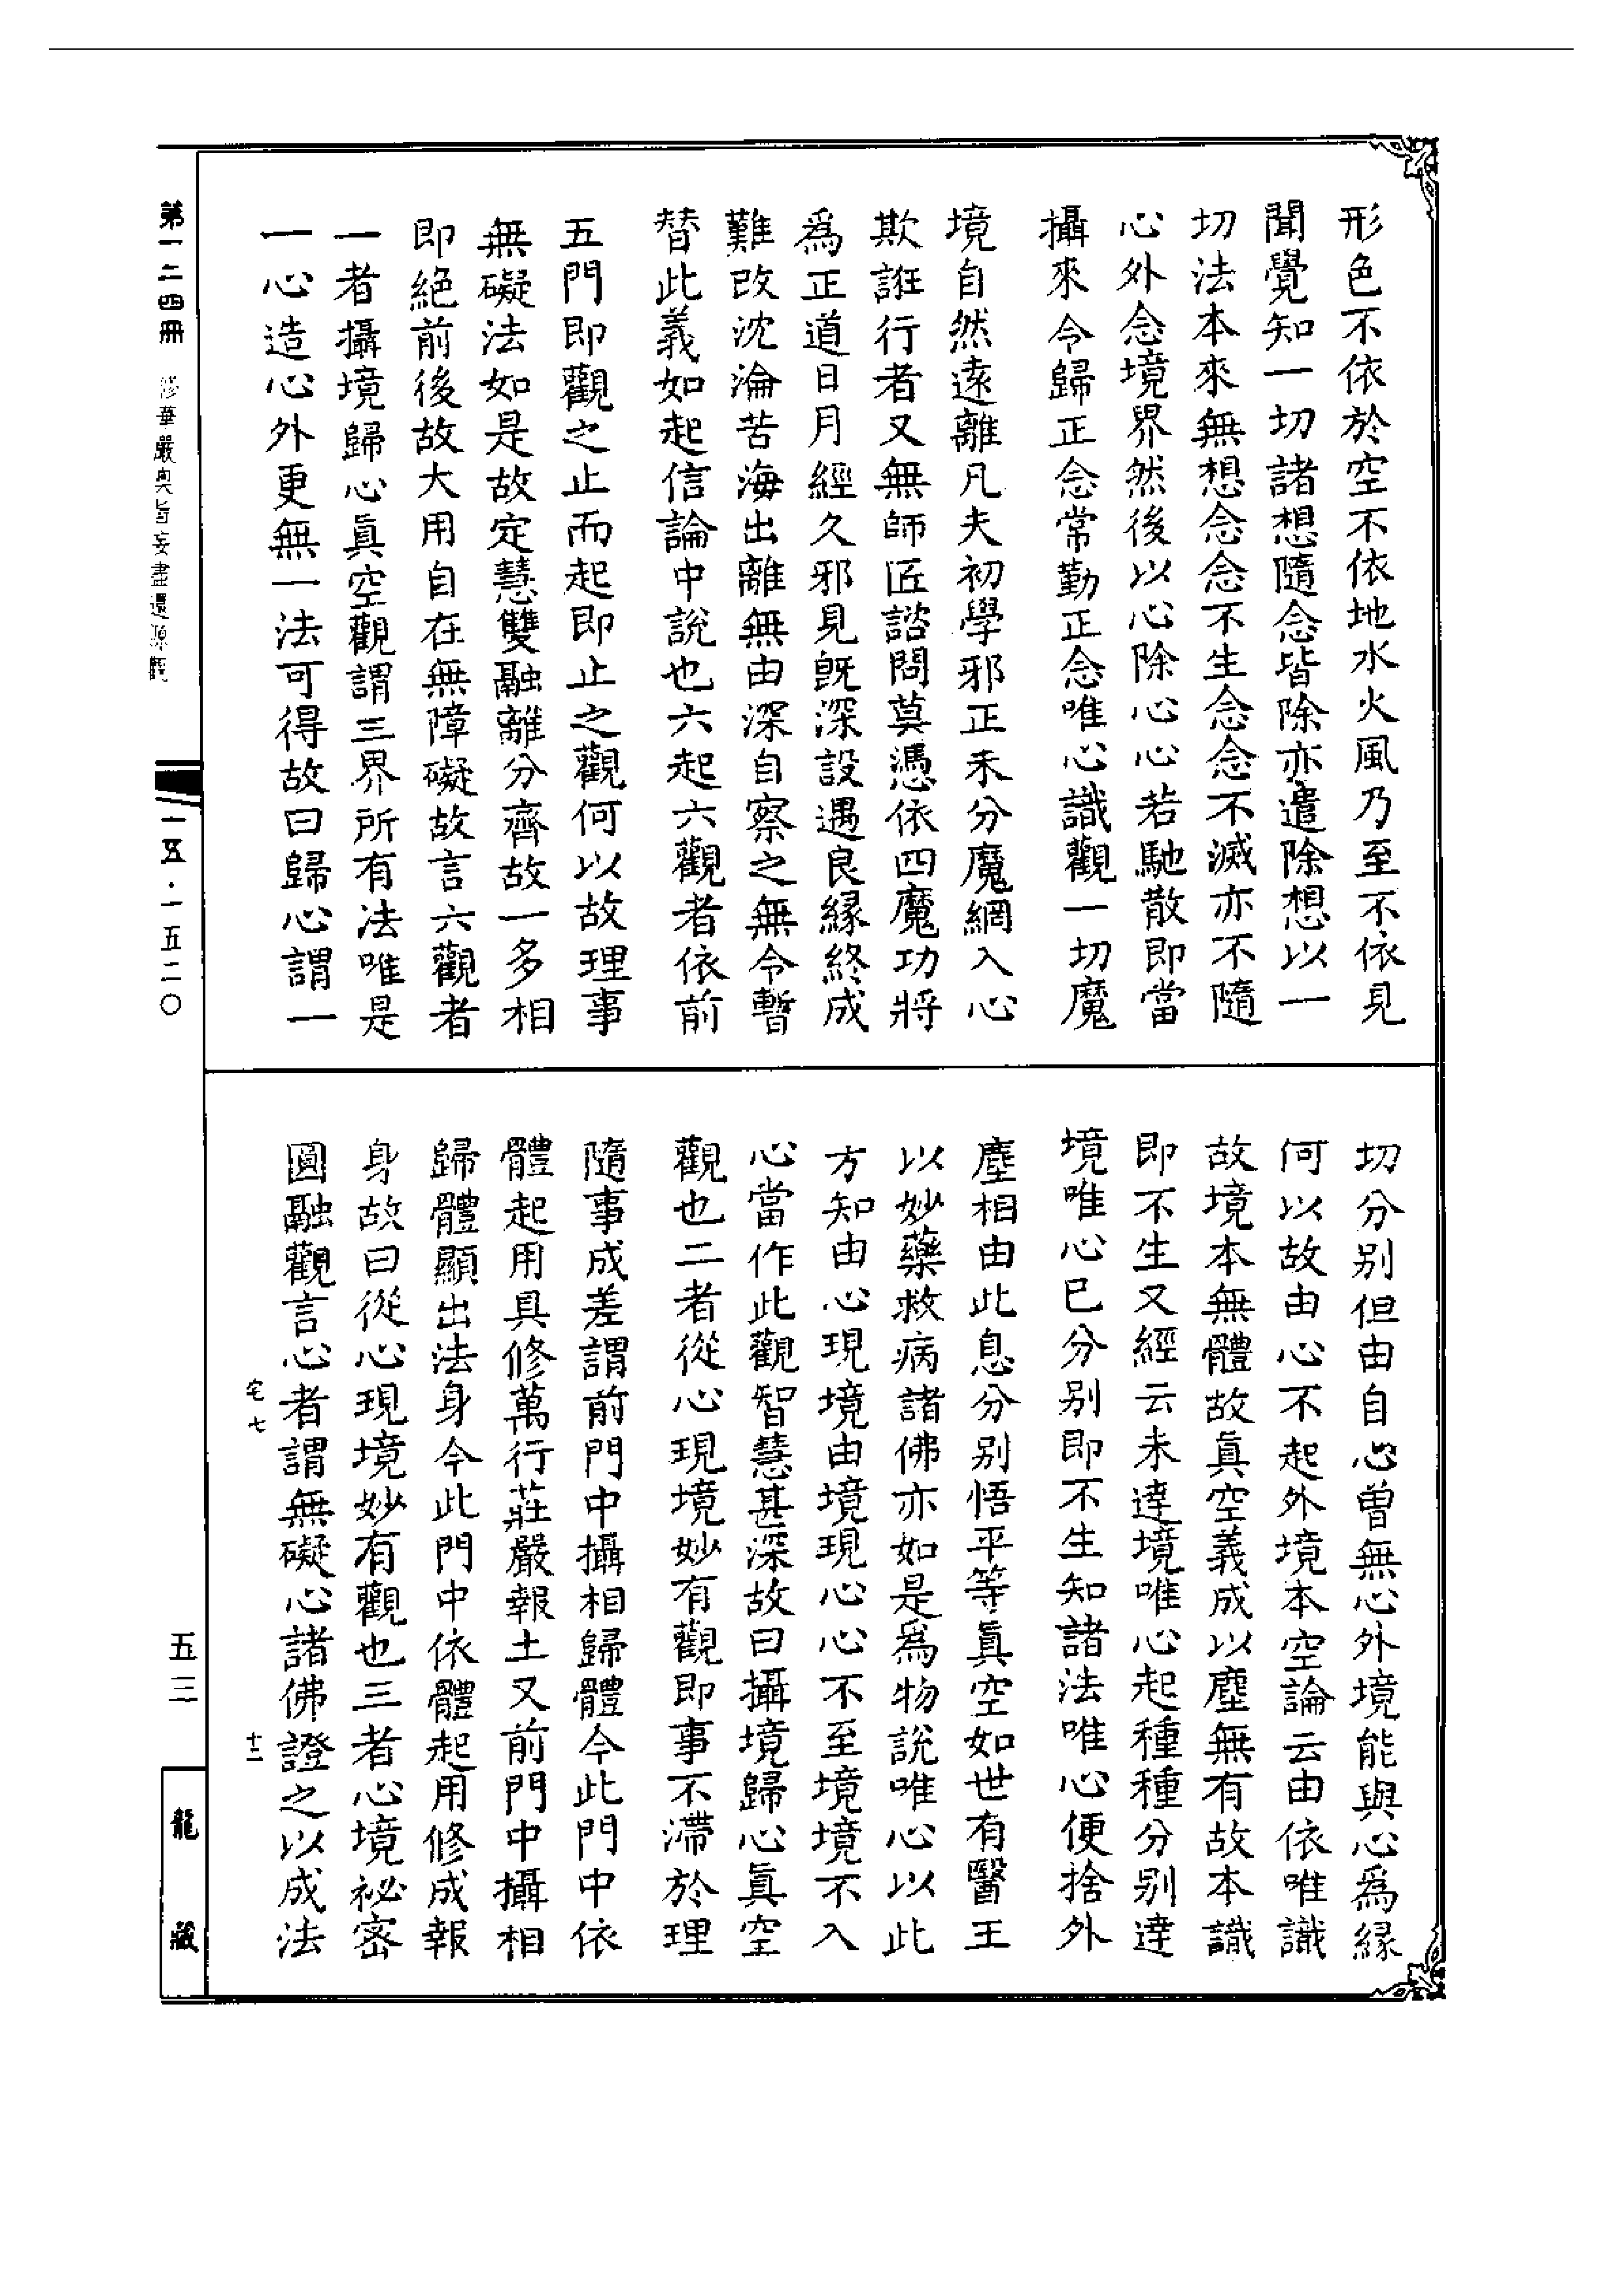 形色不依於空不依地水火風乃至不依見
聞覺知一切諸想隨念皆除亦遣除想以一
切法本來無想念念不生念念不滅亦不隨
心外念境界然後以心除心心若馳散即當
攝來令歸正念常勤正念唯心識觀一切魔
境自然遠離凡夫初學邪正未分魔網入心
欺誑行者又無師匠諮問莫憑依四魔功將
爲正道日月經久邪見旣深設遇良緣終成
難改沈淪苦海出離無由深自察之無令暫
替此義如起信論中說也六起六觀者依前
五門即觀之止而起即止之觀何以故理事
無礙法如是故定慧雙融離分齊故一多相
即絕前後故大用自在無障礙故言六觀者
一者攝境歸心眞空觀謂三界所有法唯是
一心造心外更無一法可得故曰歸心謂一
切分別但由自心曾無心外境能與心爲緣
何以故由心不起外境本空論云由依唯識
故境本無體故眞空義成以塵無有故本識
即不生又經云未達境唯心起種種分別達
境唯心已分別即不生知諸法唯心便捨外
塵相由此息分別悟平等眞空如世有醫王
以妙藥救病諸佛亦如是爲物說唯心以此
方知由心現境由境現心心不至境境不入
心當作此觀智慧甚深故曰攝境歸心眞空
觀也二者從心現境妙有觀即事不滯於理
隨事成差謂前門中攝相歸體今此門中依
體起用具修萬行莊嚴報土又前門中攝相
歸體顯出法身今此門中依體起用修成報
身故曰從心現境妙有觀也三者心境祕密
圓融觀言心者謂無礙心諸佛證之以成法
宅七
十二
第一二四冊
修華嚴奧旨妄盡還源觀
一五·一五二〇
五三
龍藏